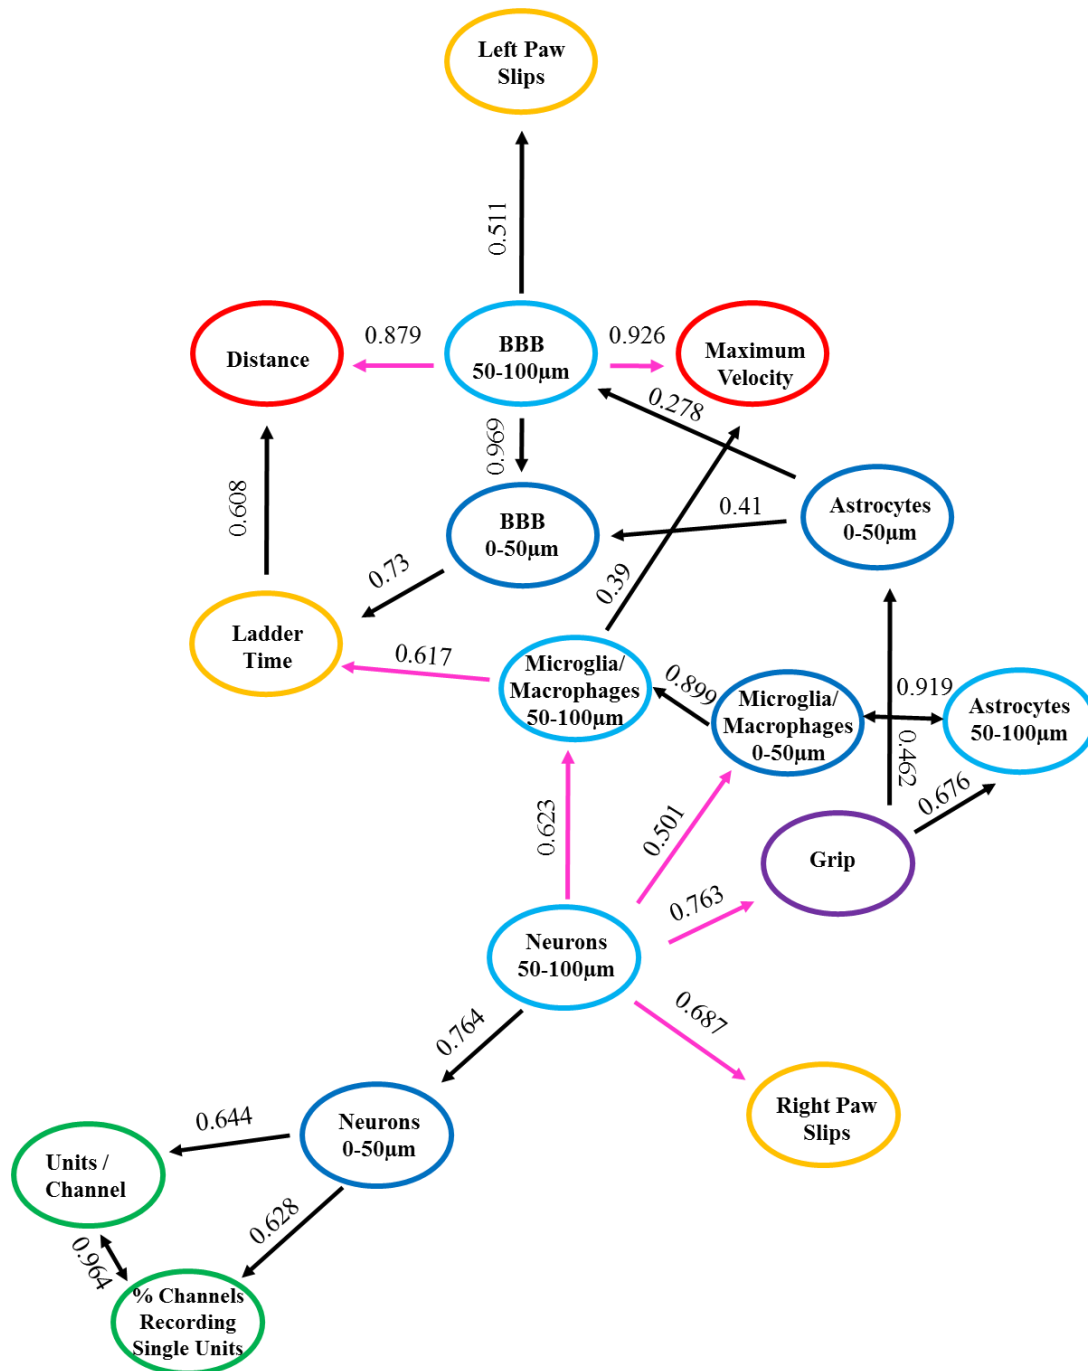 Left Paw
Slips
0.511
0.879
0.926
Distance
BBB
50-100µm
Maximum
Velocity
0.278
0.969
0.608
BBB
0-50µm
0.41
Astrocytes
0-50µm
0.73
0.39
Ladder
Time
0.617
Microglia/
Macrophages
50-100µm
0.899
Microglia/
Macrophages
0-50µm
0.919
Astrocytes
50-100µm
0.462
0.676
0.623
0.501
Grip
0.763
Neurons
50-100µm
0.764
0.687
Right Paw
Slips
0.644
Neurons
0-50µm
Units /
Channel
0.628
0.964
% Channels
Recording
Single Units